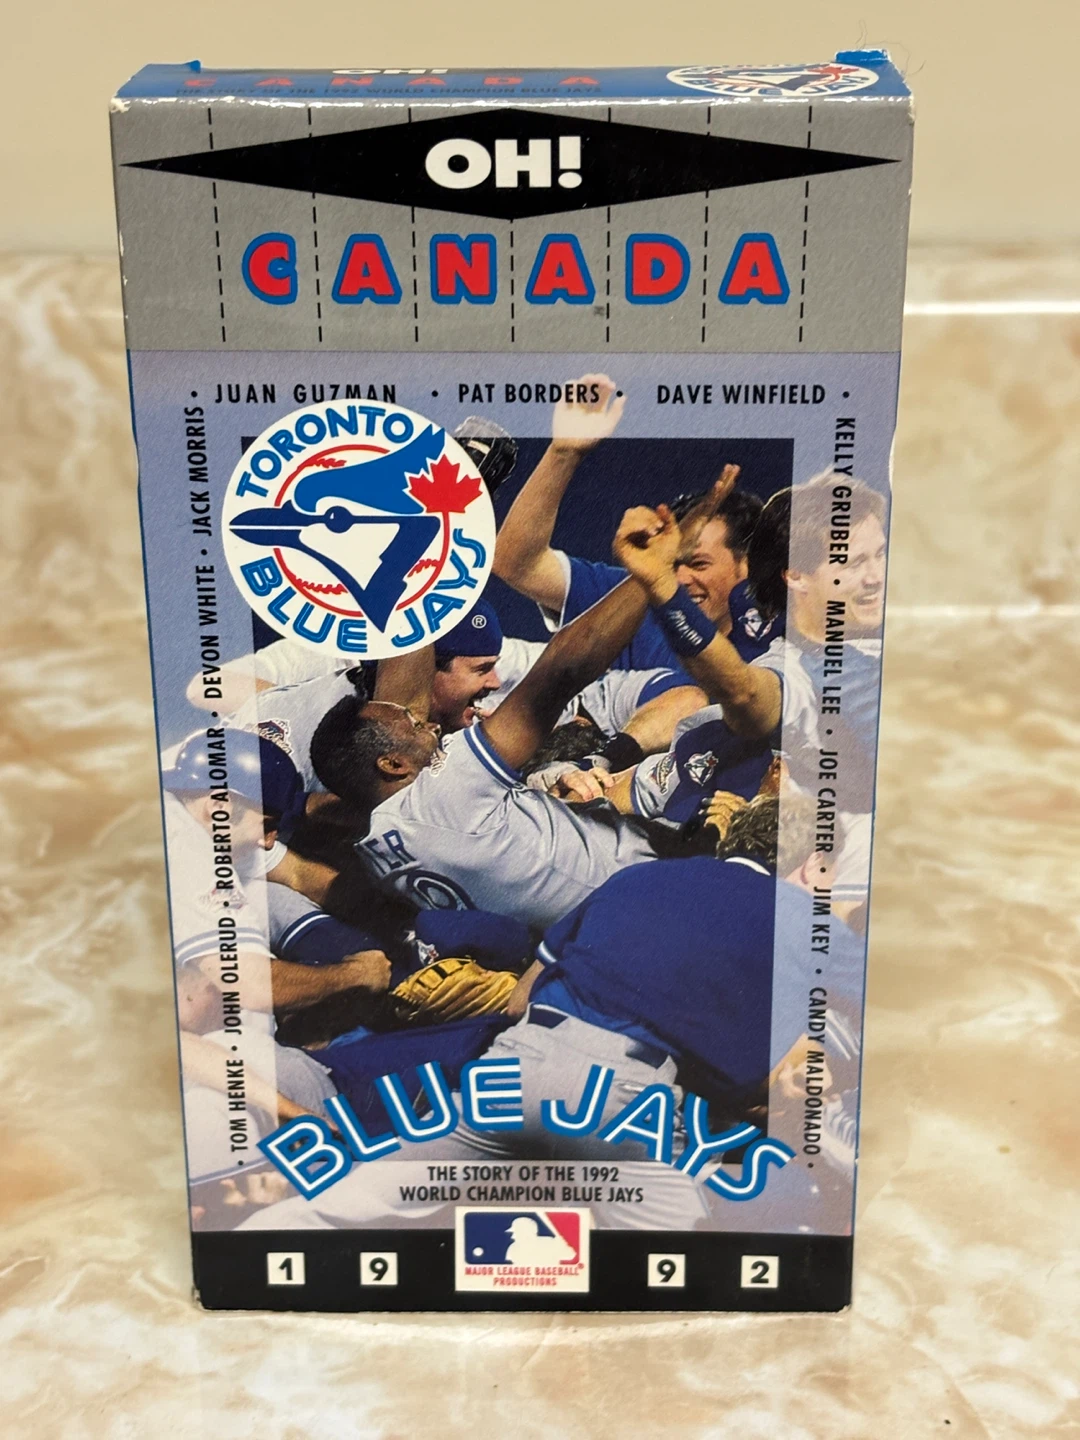 OH!
CANADA
THE STORY OF THE 1992 WORLD CHAMPION BLUE JAYS
BLUE JAYS
OH!
CANADA
• JUAN GUZMAN • PAT BORDERS • DAVE WINFIELD •
• TOM HENKE • JOHN OLERUD • ROBERTO ALOMAR • DEVON WHITE • JACK MORRIS
KELLY GRUBER • MANUEL LEE • JOE CARTER • JIM KEY • CANDY MALDONADO •
TORONTO
BLUE JAYS
®
BLUE JAYS
THE STORY OF THE 1992
WORLD CHAMPION BLUE JAYS
MAJOR LEAGUE BASEBALL®
PRODUCTIONS
1 9 9 2